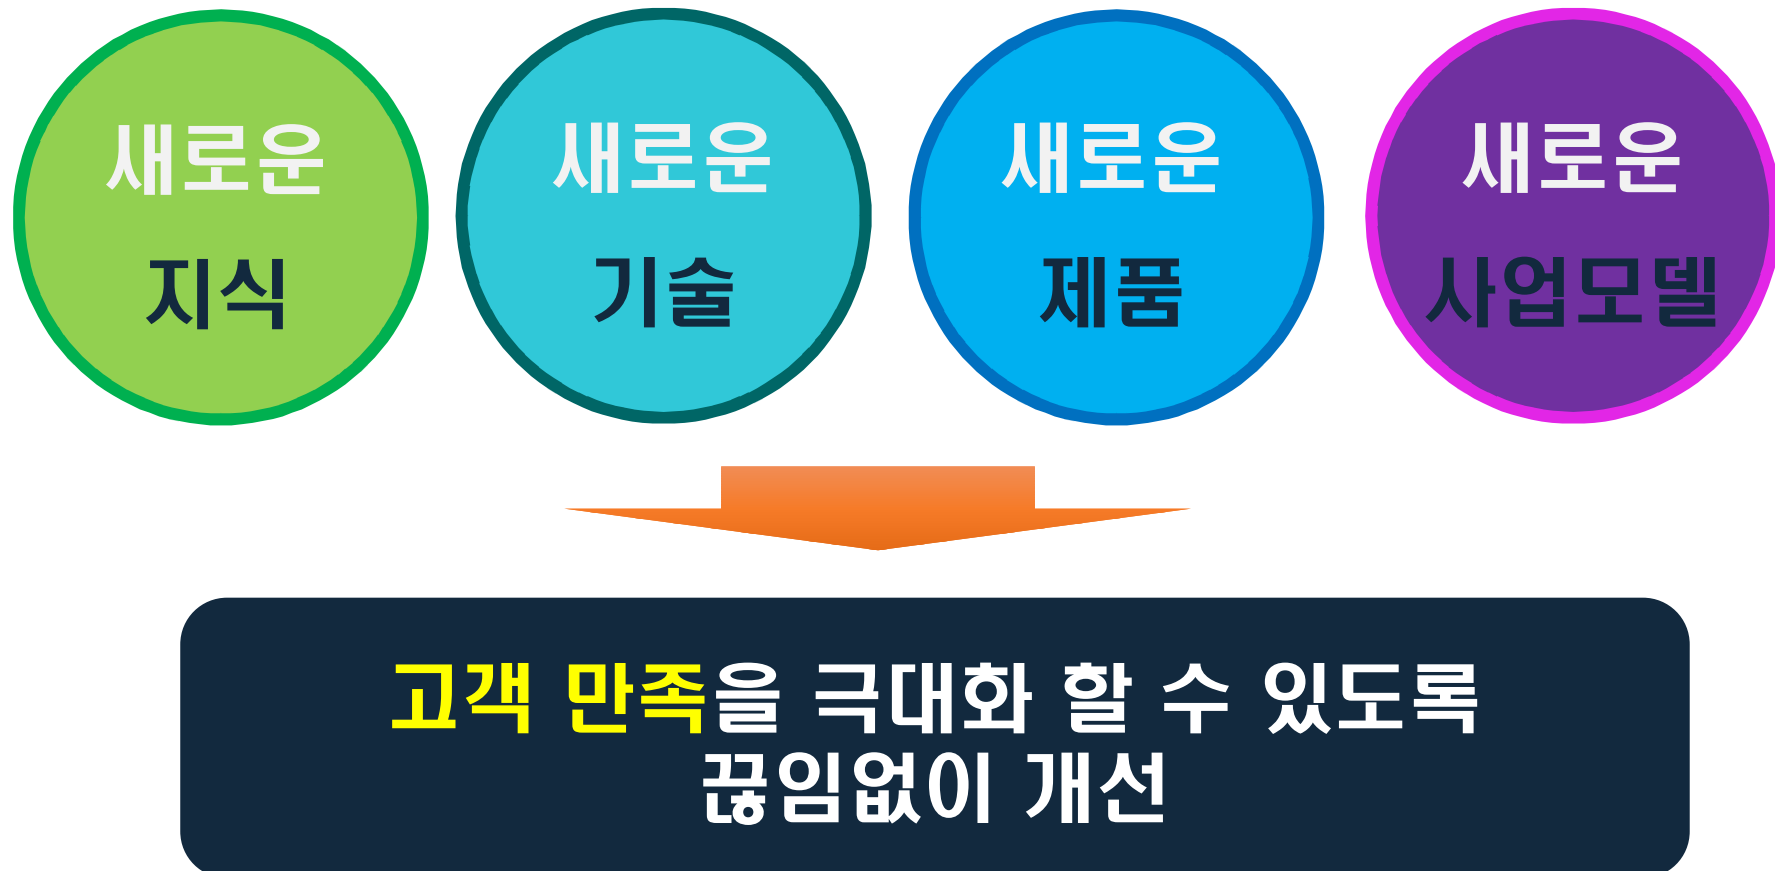 새로운
지식
새로운
기술
새로운
제품
새로운
사업모델
고객 만족을 극대화 할 수 있도록
끊임없이 개선